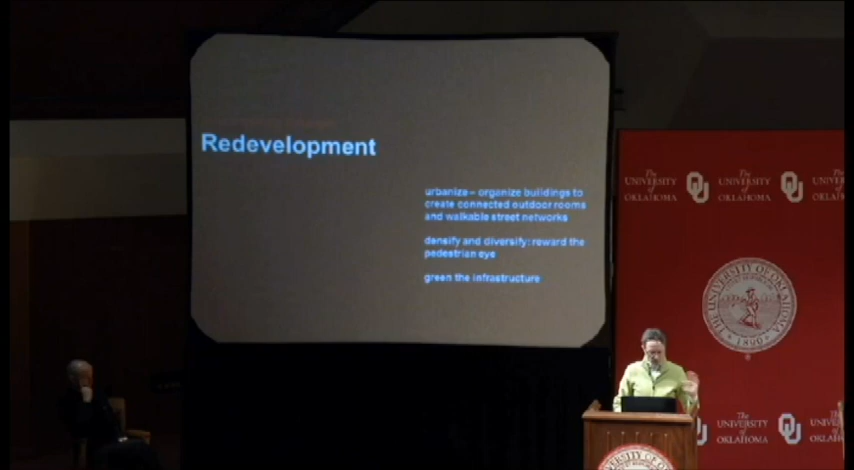 Redevelopment
urbanize – organize buildings to
create connected outdoor rooms
and walkable street networks
densify and diversify: reward the
pedestrian eye
green the infrastructure
The UNIVERSITY of OKLAHOMA
The UNIVERSITY of OKLAHOMA
THE UNIVERSITY OF OKLAHOMA
1890
The UNIVERSITY of OKLAHOMA